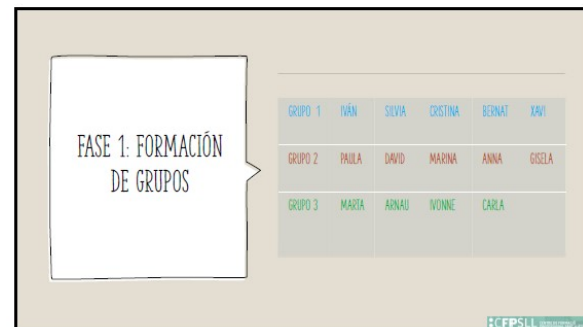 FASE 1: FORMACIÓN
DE GRUPOS
GRUPO 1 IVÁN SILVIA CRISTINA BERNAT XAVI
GRUPO 2 PAULA DAVID MARINA ANNA GISELA
GRUPO 3 MARTA ARNAU IVONNE CARLA
CFPSLL